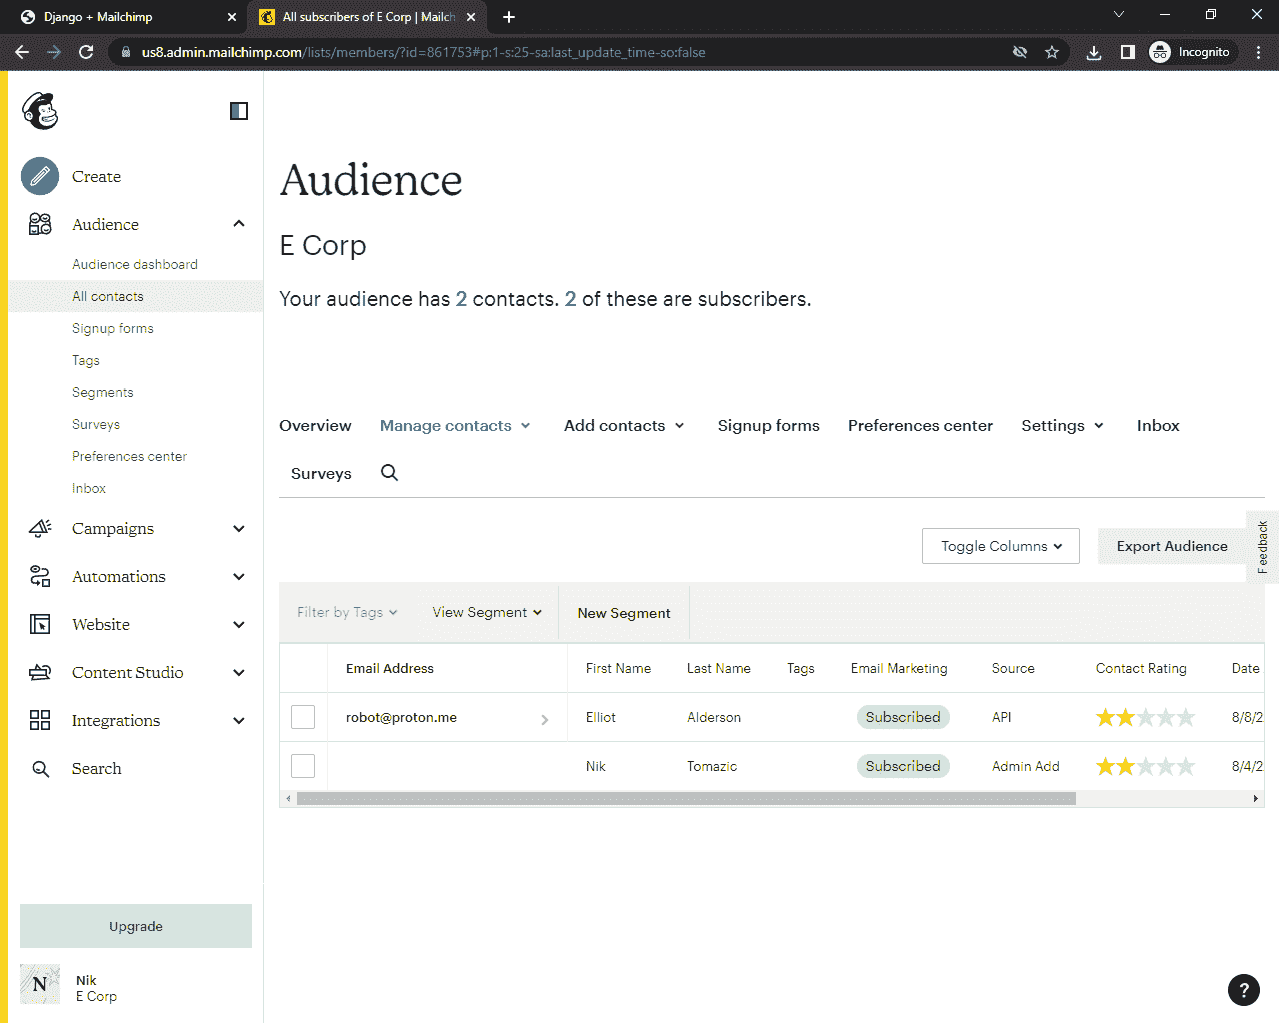 Django + Mailchimp
All subscribers of E Corp | Mailch
us8.admin.mailchimp.com/lists/members/?id=861753#p:1-s:25-sa:last_update_time-so:false
Incognito
Create
Audience
Audience dashboard
All contacts
Signup forms
Tags
Segments
Surveys
Preferences center
Inbox
Campaigns
Automations
Website
Content Studio
Integrations
Search
Upgrade
N
Nik
E Corp
Audience
E Corp
Your audience has 2 contacts. 2 of these are subscribers.
Overview Manage contacts Add contacts Signup forms Preferences center Settings Inbox
Surveys
Toggle Columns Export Audience
Feedback
Filter by Tags View Segment New Segment
Email Address First Name Last Name Tags Email Marketing Source Contact Rating Date
robot@proton.me Elliot Alderson Subscribed API 8/8/2
Nik Tomazic Subscribed Admin Add 8/4/2
?